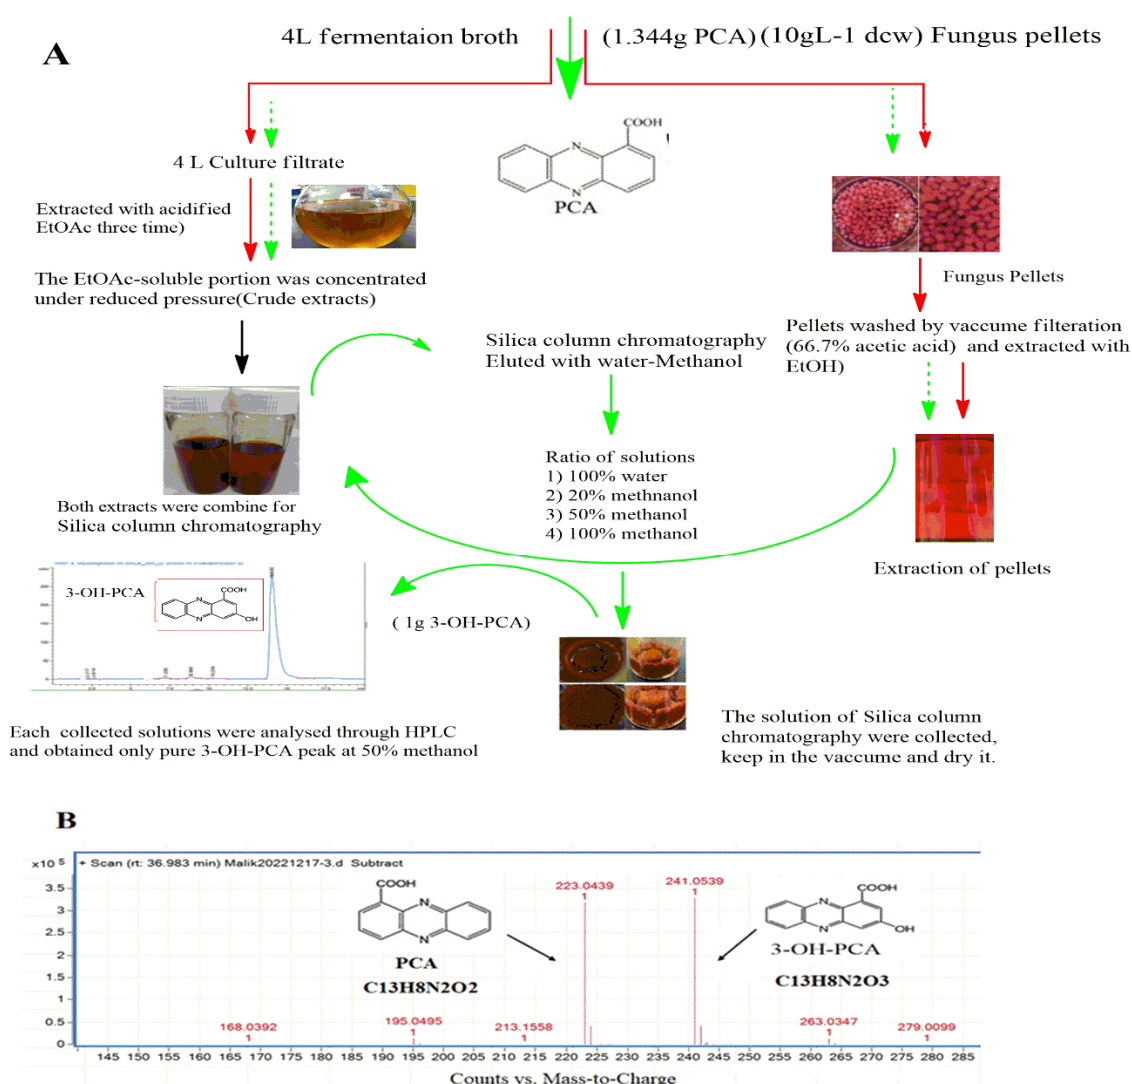 A
4L fermentaion broth
(1.344g PCA) (10gL-1 dcw) Fungus pellets
COOH
N
N
PCA
4 L Culture filtrate
Extracted with acidified
EtOAc three time)
The EtOAc-soluble portion was concentrated
under reduced pressure(Crude extracts)
Fungus Pellets
Pellets washed by vaccume filteration
(66.7% acetic acid) and extracted with
EtOH)
Silica column chromatography
Eluted with water-Methanol
Ratio of solutions
1) 100% water
2) 20% methnanol
3) 50% methanol
4) 100% methanol
Both extracts were combine for
Silica column chromatography
Extraction of pellets
3-OH-PCA
COOH
N
N
OH
( 1g 3-OH-PCA)
Each collected solutions were analysed through HPLC
and obtained only pure 3-OH-PCA peak at 50% methanol
The solution of Silica column
chromatography were collected,
keep in the vaccume and dry it.
B
x10 5
+ Scan (rt: 36.983 min) Malik20221217-3.d Subtract
3.5
3
2.5
2
1.5
1
0.5
0
COOH
N
N
PCA
C13H8N2O2
223.0439
1
241.0539
1
COOH
N
N
OH
3-OH-PCA
C13H8N2O3
168.0392
1
195.0495
1
213.1558
1
263.0347
1
279.0099
1
145 150 155 160 165 170 175 180 185 190 195 200 205 210 215 220 225 230 235 240 245 250 255 260 265 270 275 280 285
Counts vs. Mass-to-Charge